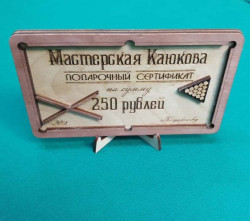 Мастерская Каюкова
ПОДАРОЧНЫЙ СЕРТИФИКАТ
на сумму
250 рублей